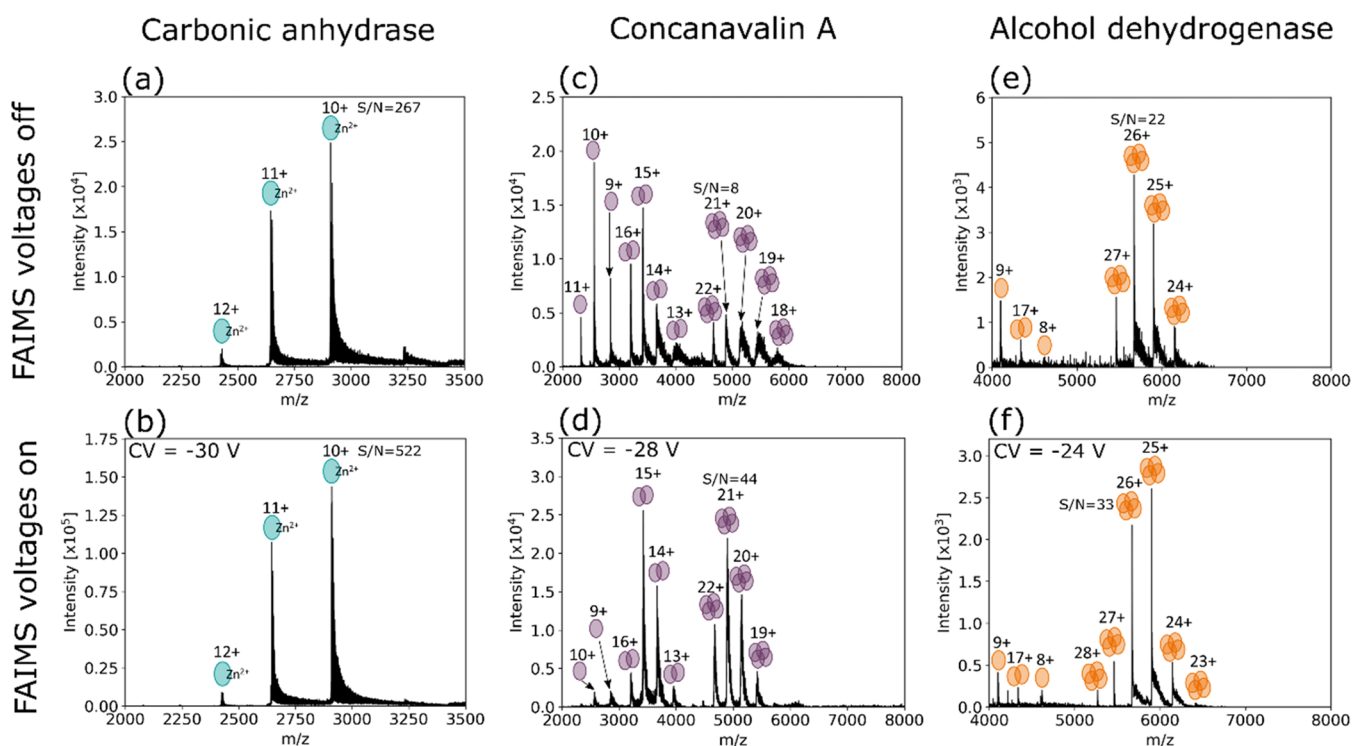 Carbonic anhydrase
Concanavalin A
Alcohol dehydrogenase
FAIMS voltages off
(a)
Intensity [x10⁴]
3.0
2.5
2.0
1.5
1.0
0.5
0.0
12+
Zn²⁺
11+
Zn²⁺
10+ S/N=267
Zn²⁺
2000 2250 2500 2750 3000 3250 3500
m/z
(c)
Intensity [x10⁴]
2.5
2.0
1.5
1.0
0.5
0.0
11+
10+
9+
16+
15+
14+
13+
22+
S/N=8
21+
20+
19+
18+
2000 3000 4000 5000 6000 7000 8000
m/z
(e)
Intensity [x10³]
6
5
4
3
2
1
0
9+
17+
8+
27+
S/N=22
26+
25+
24+
4000 5000 6000 7000 8000
m/z
FAIMS voltages on
(b)
CV = -30 V
Intensity [x10⁵]
1.75
1.50
1.25
1.00
0.75
0.50
0.25
0.00
12+
Zn²⁺
11+
Zn²⁺
10+ S/N=522
Zn²⁺
2000 2250 2500 2750 3000 3250 3500
m/z
(d)
CV = -28 V
Intensity [x10⁴]
3.5
3.0
2.5
2.0
1.5
1.0
0.5
0.0
10+
9+
16+
15+
14+
13+
22+
S/N=44
21+
20+
19+
2000 3000 4000 5000 6000 7000 8000
m/z
(f)
CV = -24 V
Intensity [x10³]
3.0
2.5
2.0
1.5
1.0
0.5
0.0
9+
17+
8+
28+
27+
S/N=33
26+
25+
24+
23+
4000 5000 6000 7000 8000
m/z